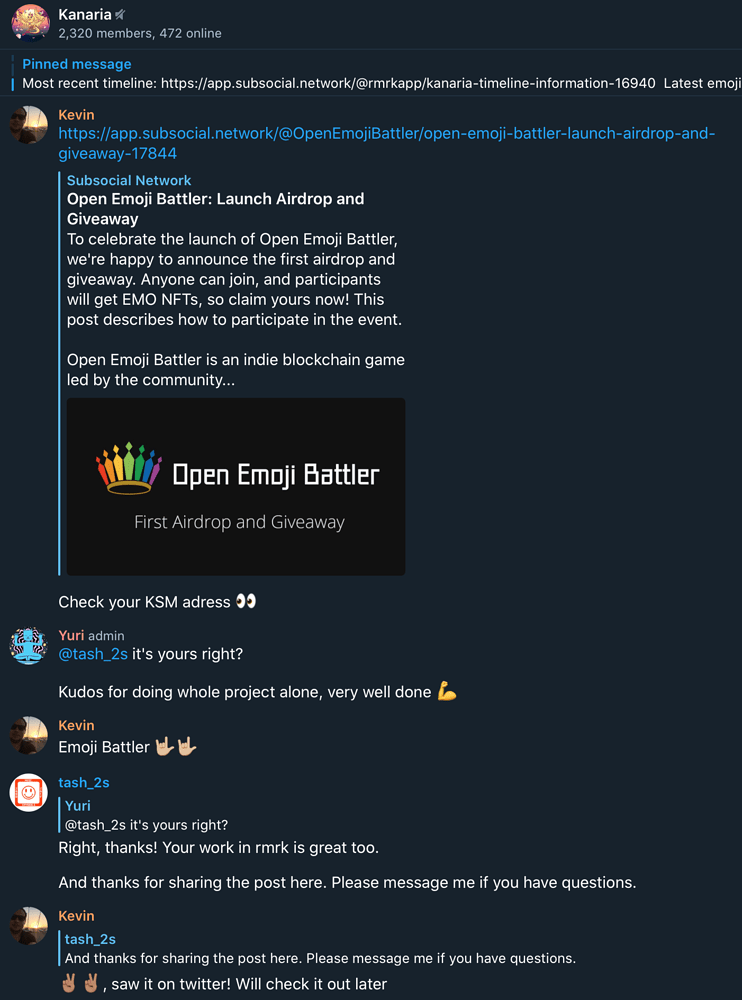 Kanaria
2,320 members, 472 online
Pinned message
Most recent timeline: https://app.subsocial.network/@rmrkapp/kanaria-timeline-information-16940 Latest emoji
Kevin
https://app.subsocial.network/@OpenEmojiBattler/open-emoji-battler-launch-airdrop-and-
giveaway-17844
Subsocial Network
Open Emoji Battler: Launch Airdrop and
Giveaway
To celebrate the launch of Open Emoji Battler,
we're happy to announce the first airdrop and
giveaway. Anyone can join, and participants
will get EMO NFTs, so claim yours now! This
post describes how to participate in the event.
Open Emoji Battler is an indie blockchain game
led by the community...
Open Emoji Battler
First Airdrop and Giveaway
Check your KSM adress 👀
Yuri admin
@tash_2s it's yours right?
Kudos for doing whole project alone, very well done 💪
Kevin
Emoji Battler 🤟🏼🤟🏼
tash_2s
Yuri
@tash_2s it's yours right?
Right, thanks! Your work in rmrk is great too.
And thanks for sharing the post here. Please message me if you have questions.
Kevin
tash_2s
And thanks for sharing the post here. Please message me if you have questions.
✌🏽✌🏽, saw it on twitter! Will check it out later